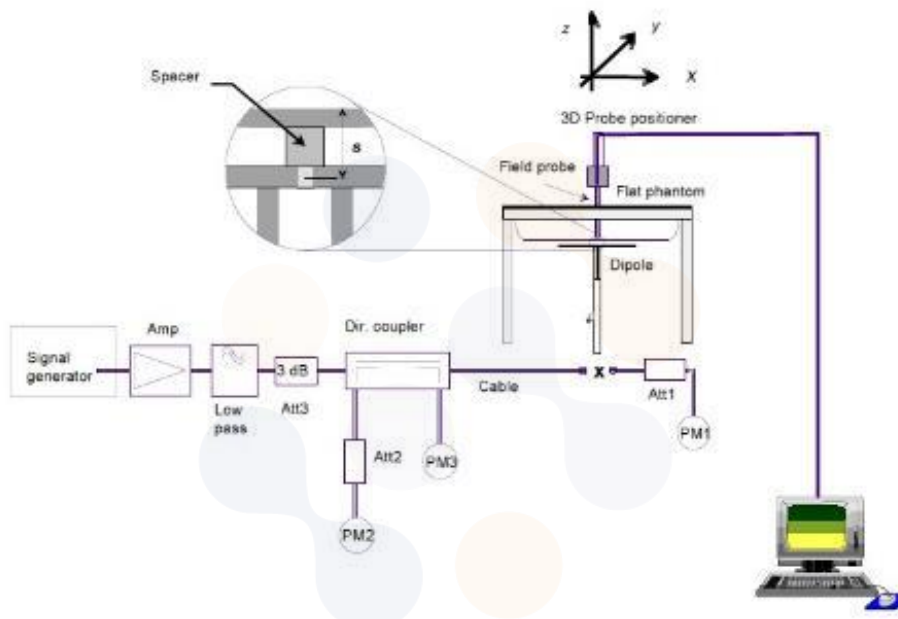 z
y
x
Spacer
s
3D Probe positioner
Field probe
Flat phantom
Dipole
Signal
generator
Amp
Low
pass
3 dB
Att3
Dir. coupler
Att2
PM2
PM3
Cable
x
Att1
PM1